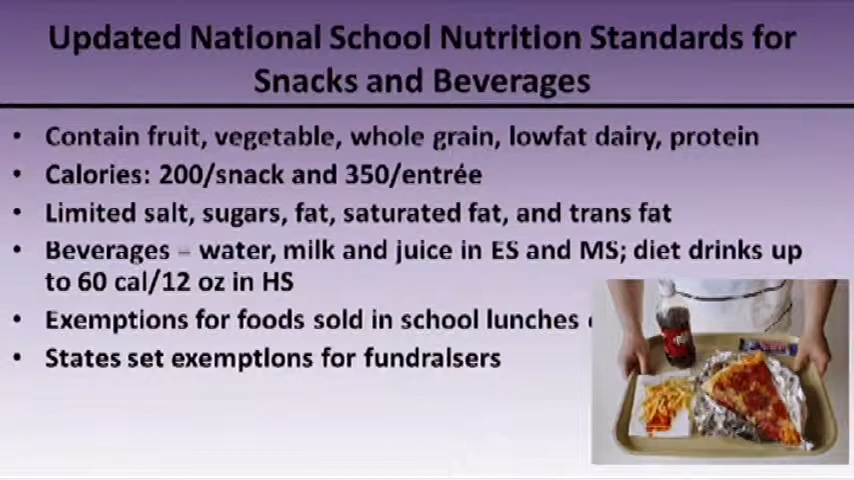 Updated National School Nutrition Standards for
Snacks and Beverages
• Contain fruit, vegetable, whole grain, lowfat dairy, protein
• Calories: 200/snack and 350/entrée
• Limited salt, sugars, fat, saturated fat, and trans fat
• Beverages – water, milk and juice in ES and MS; diet drinks up
to 60 cal/12 oz in HS
• Exemptions for foods sold in school lunches
• States set exemptions for fundraisers